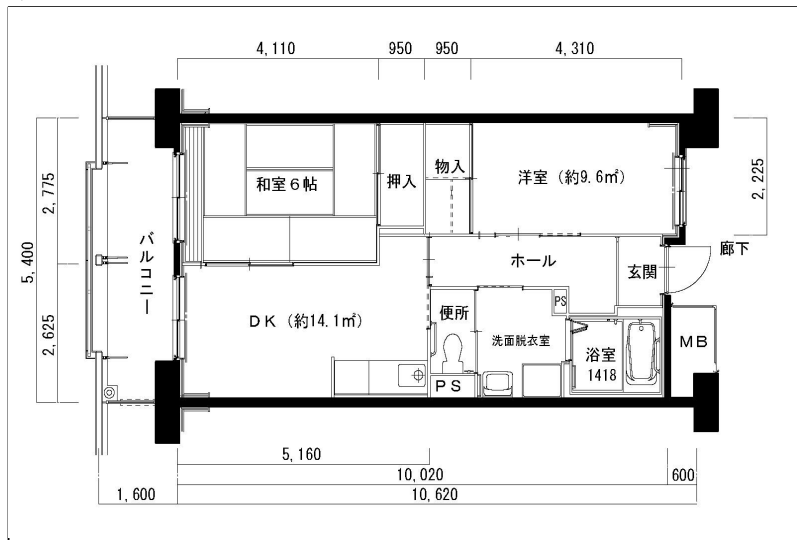 4,110
950
950
4,310
2,775
5,400
2,625
2,225
和室6帖
押入
物入
洋室（約9.6㎡）
バルコニー
ホール
玄関
廊下
DK（約14.1㎡）
便所
PS
洗面脱衣室
浴室
1418
MB
PS
5,160
10,020
600
1,600
10,620